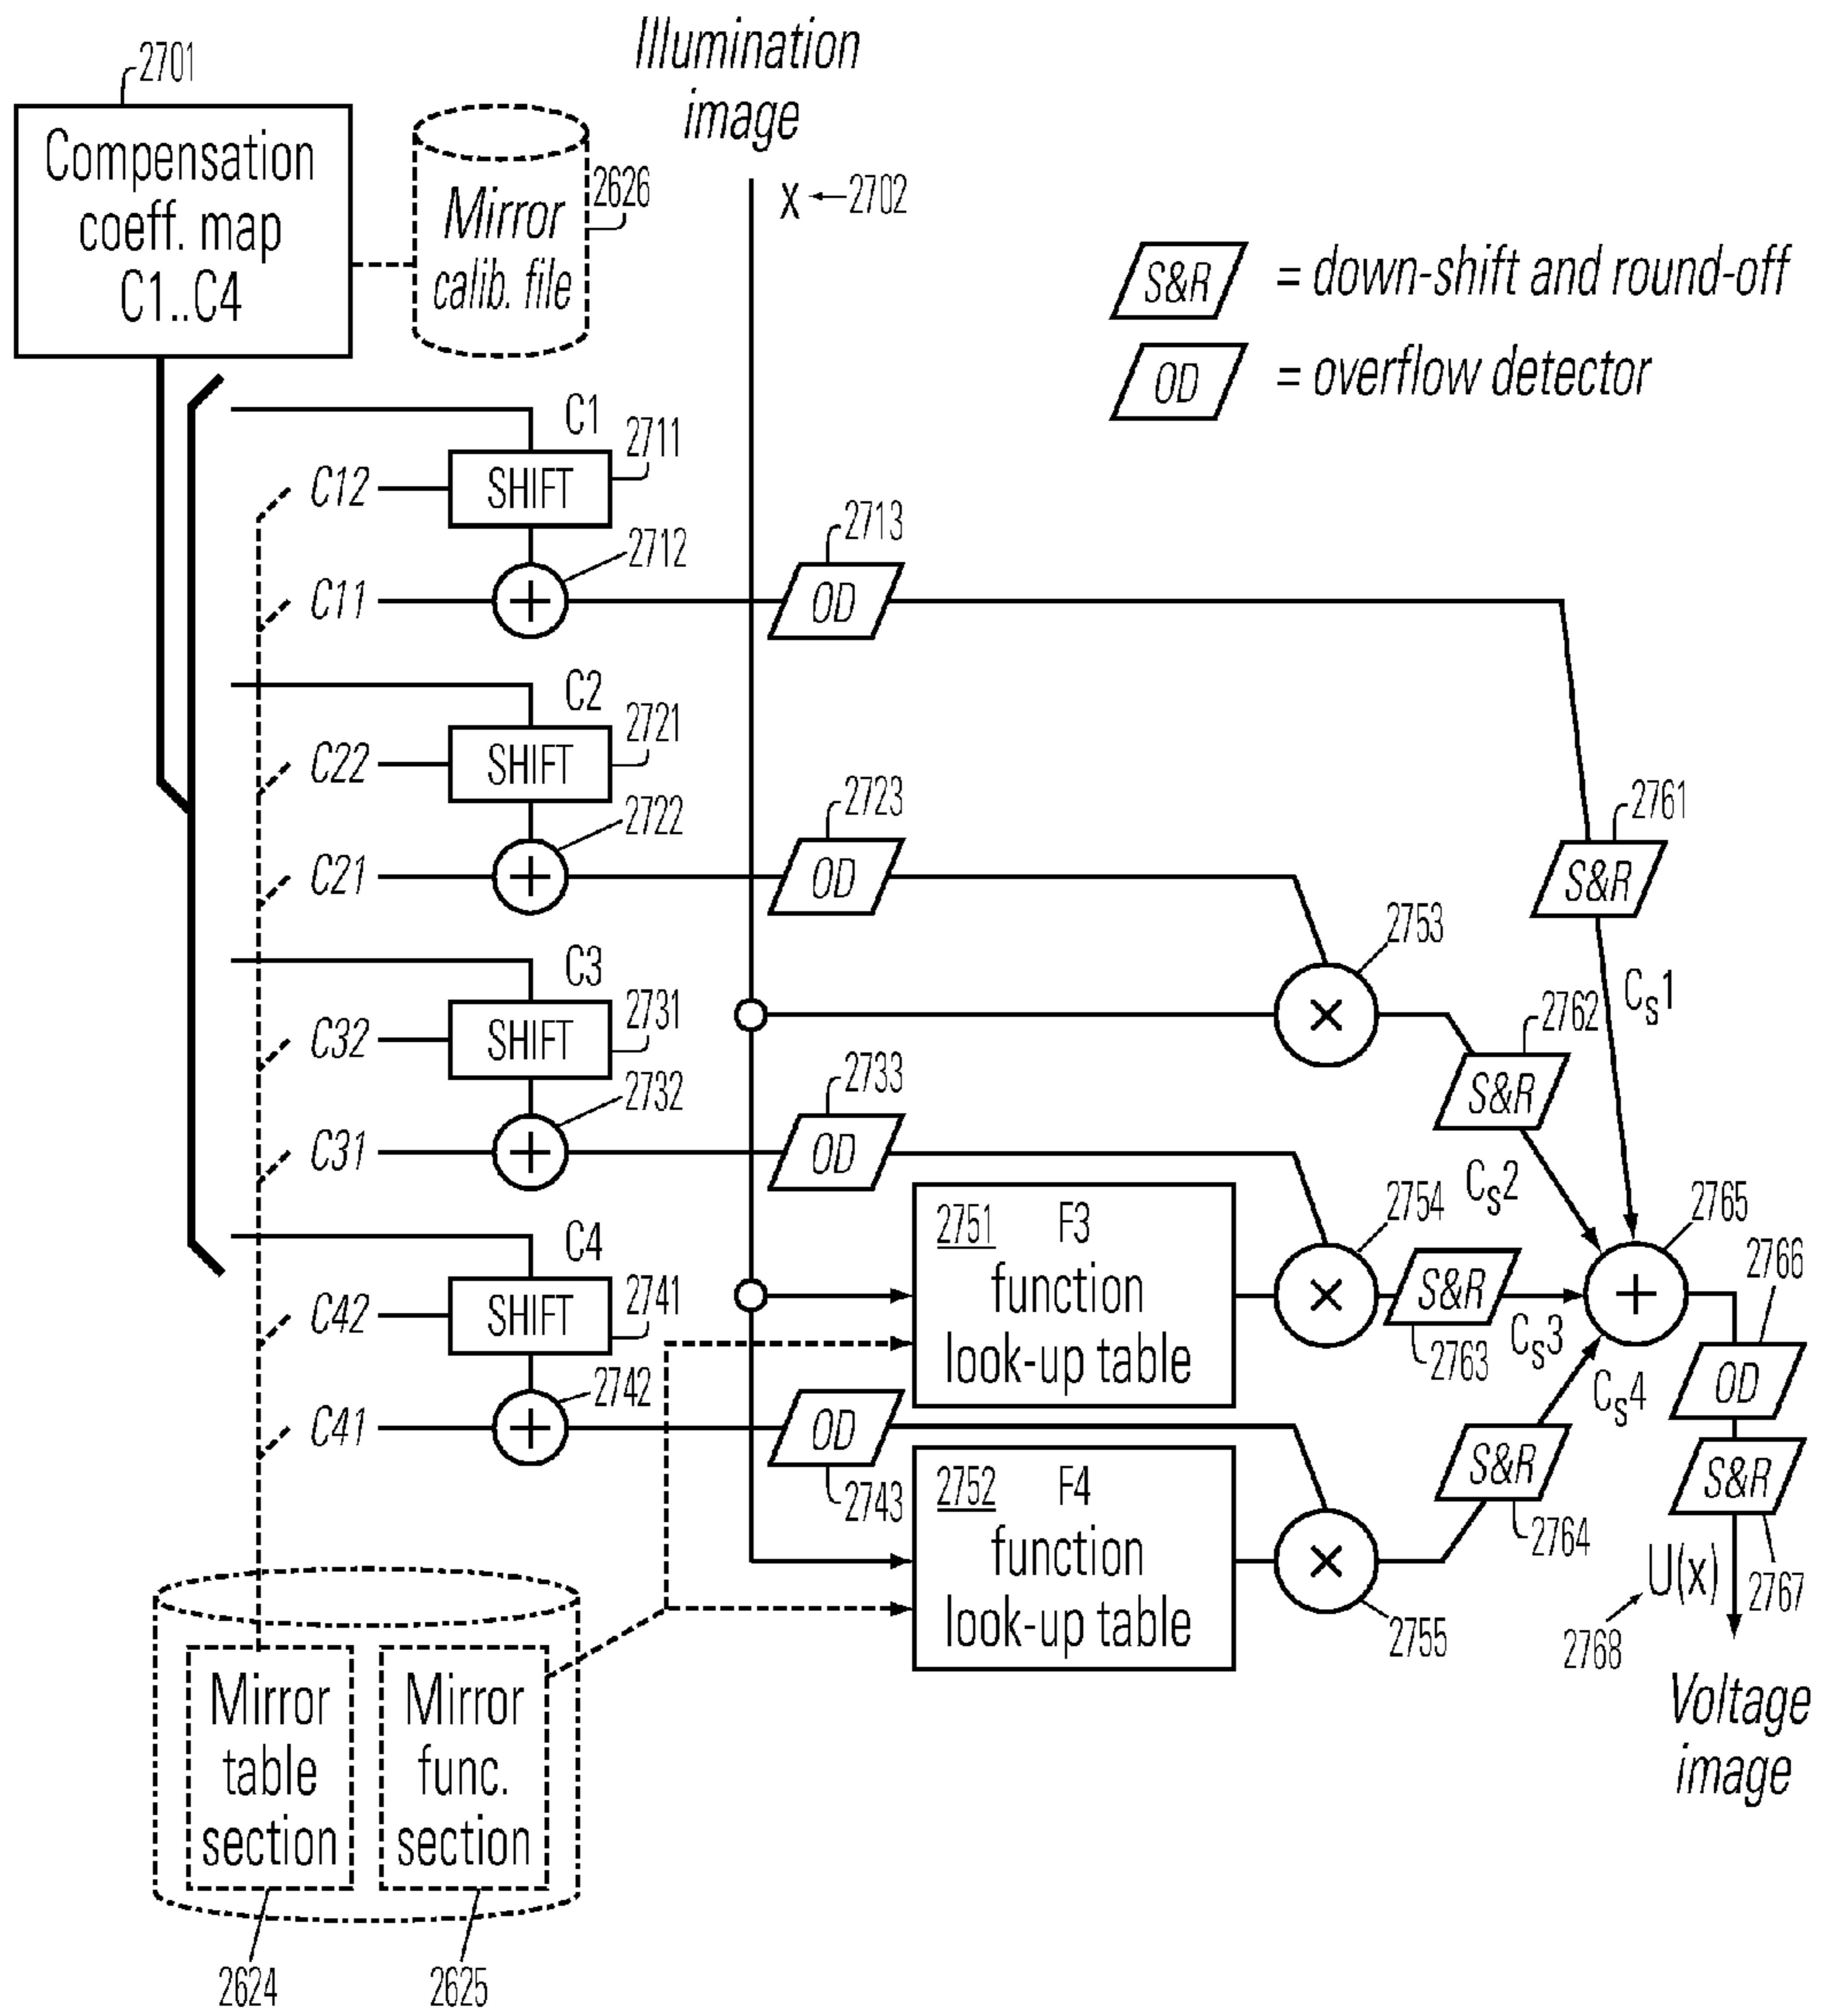 2701
Compensation
coeff. map
C1..C4
Mirror
calib. file
2626
Illumination
image
x
2702
S&R
= down-shift and round-off
OD
= overflow detector
C1
2711
C12
SHIFT
2712
C11
+
2713
OD
C2
2721
C22
SHIFT
2722
C21
+
2723
OD
2761
S&R
2753
×
Cs1
2762
S&R
Cs2
C3
2731
C32
SHIFT
2732
C31
+
2733
OD
2751
F3
function
look-up table
2754
×
S&R
2763
Cs3
2765
+
Cs4
2766
OD
S&R
2767
C4
2741
C42
SHIFT
2742
C41
+
OD
2743
2752
F4
function
look-up table
×
2755
S&R
2764
U(x)
2768
Voltage
image
Mirror
table
section
Mirror
func.
section
2624
2625